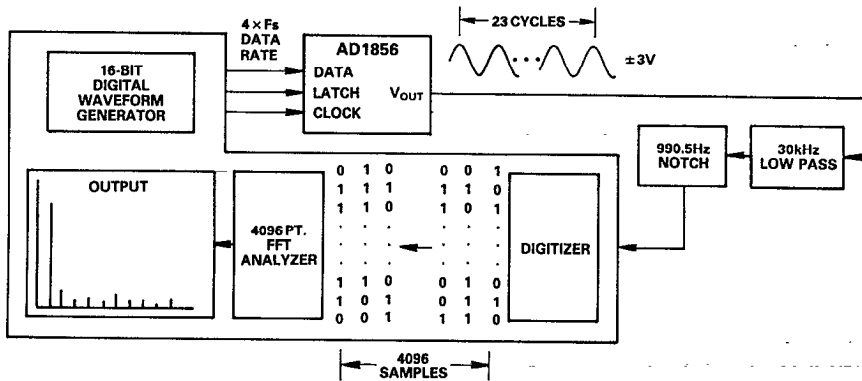 4 × Fs
DATA
RATE
16-BIT
DIGITAL
WAVEFORM
GENERATOR
AD1856
DATA
LATCH
CLOCK
VOUT
23 CYCLES
±3V
990.5Hz
NOTCH
30kHz
LOW PASS
OUTPUT
4096 PT.
FFT
ANALYZER
0 1 0 0 0 1
1 1 1 1 1 0
1 1 0 1 0 1
1 1 0 1 1 0
1 0 0 0 1 1
0 0 1 1 1 0
DIGITIZER
4096
SAMPLES